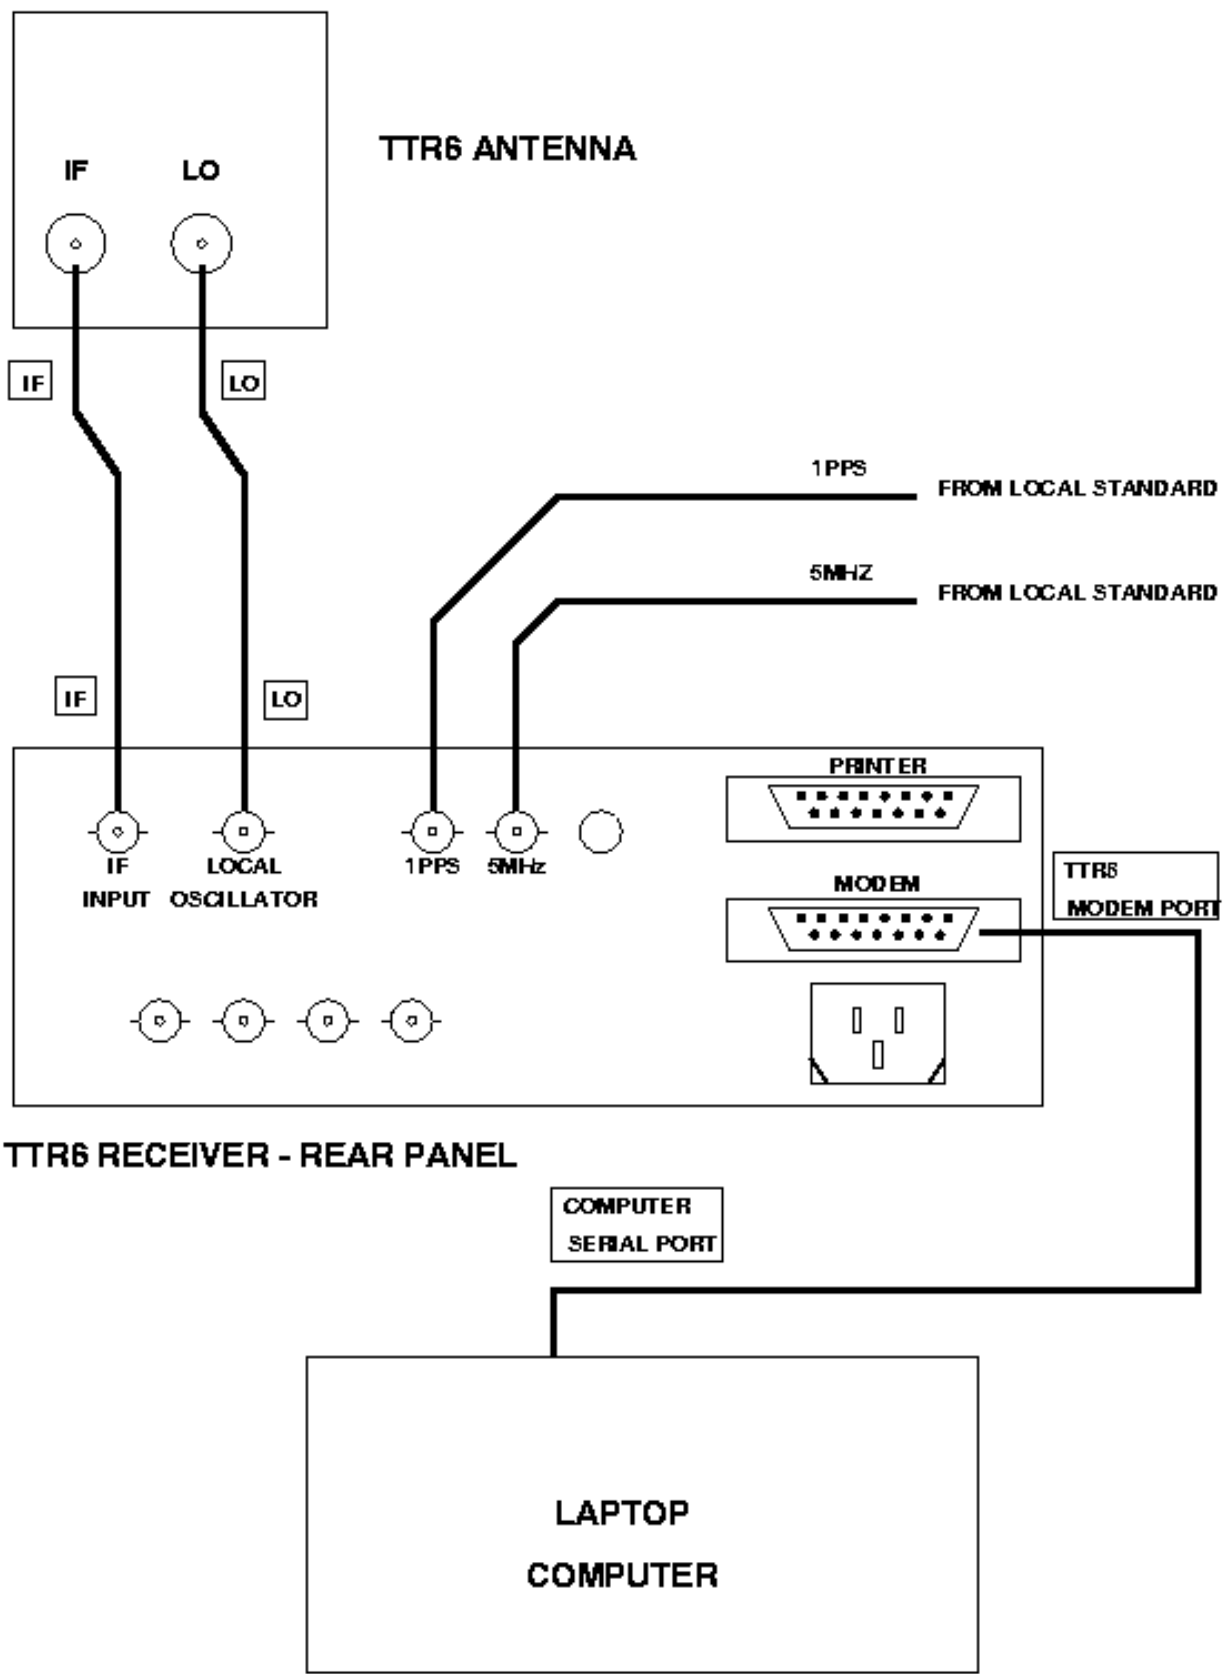 TTR6 ANTENNA
IF LO
IF LO
1PPS
FROM LOCAL STANDARD
5MHZ
FROM LOCAL STANDARD
IF LO
PRINTER
IF LOCAL 1PPS 5MHz
INPUT OSCILLATOR
MODEM
TTR6
MODEM PORT
TTR6 RECEIVER - REAR PANEL
COMPUTER
SERIAL PORT
LAPTOP
COMPUTER